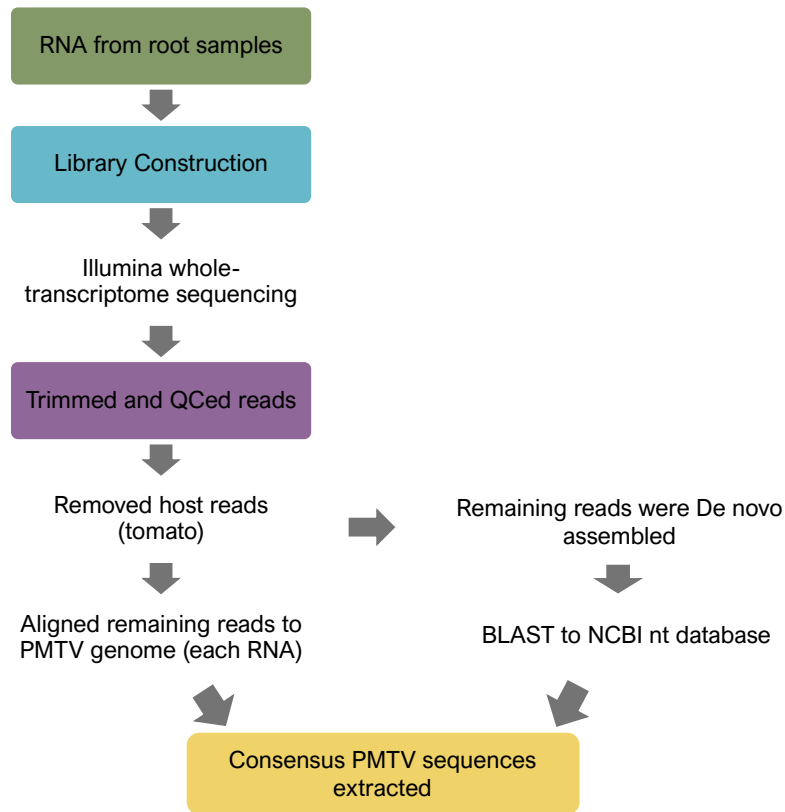 RNA from root samples
Library Construction
Illumina whole-
transcriptome sequencing
Trimmed and QCed reads
Removed host reads
(tomato)
Remaining reads were De novo
assembled
Aligned remaining reads to
PMTV genome (each RNA)
BLAST to NCBI nt database
Consensus PMTV sequences
extracted